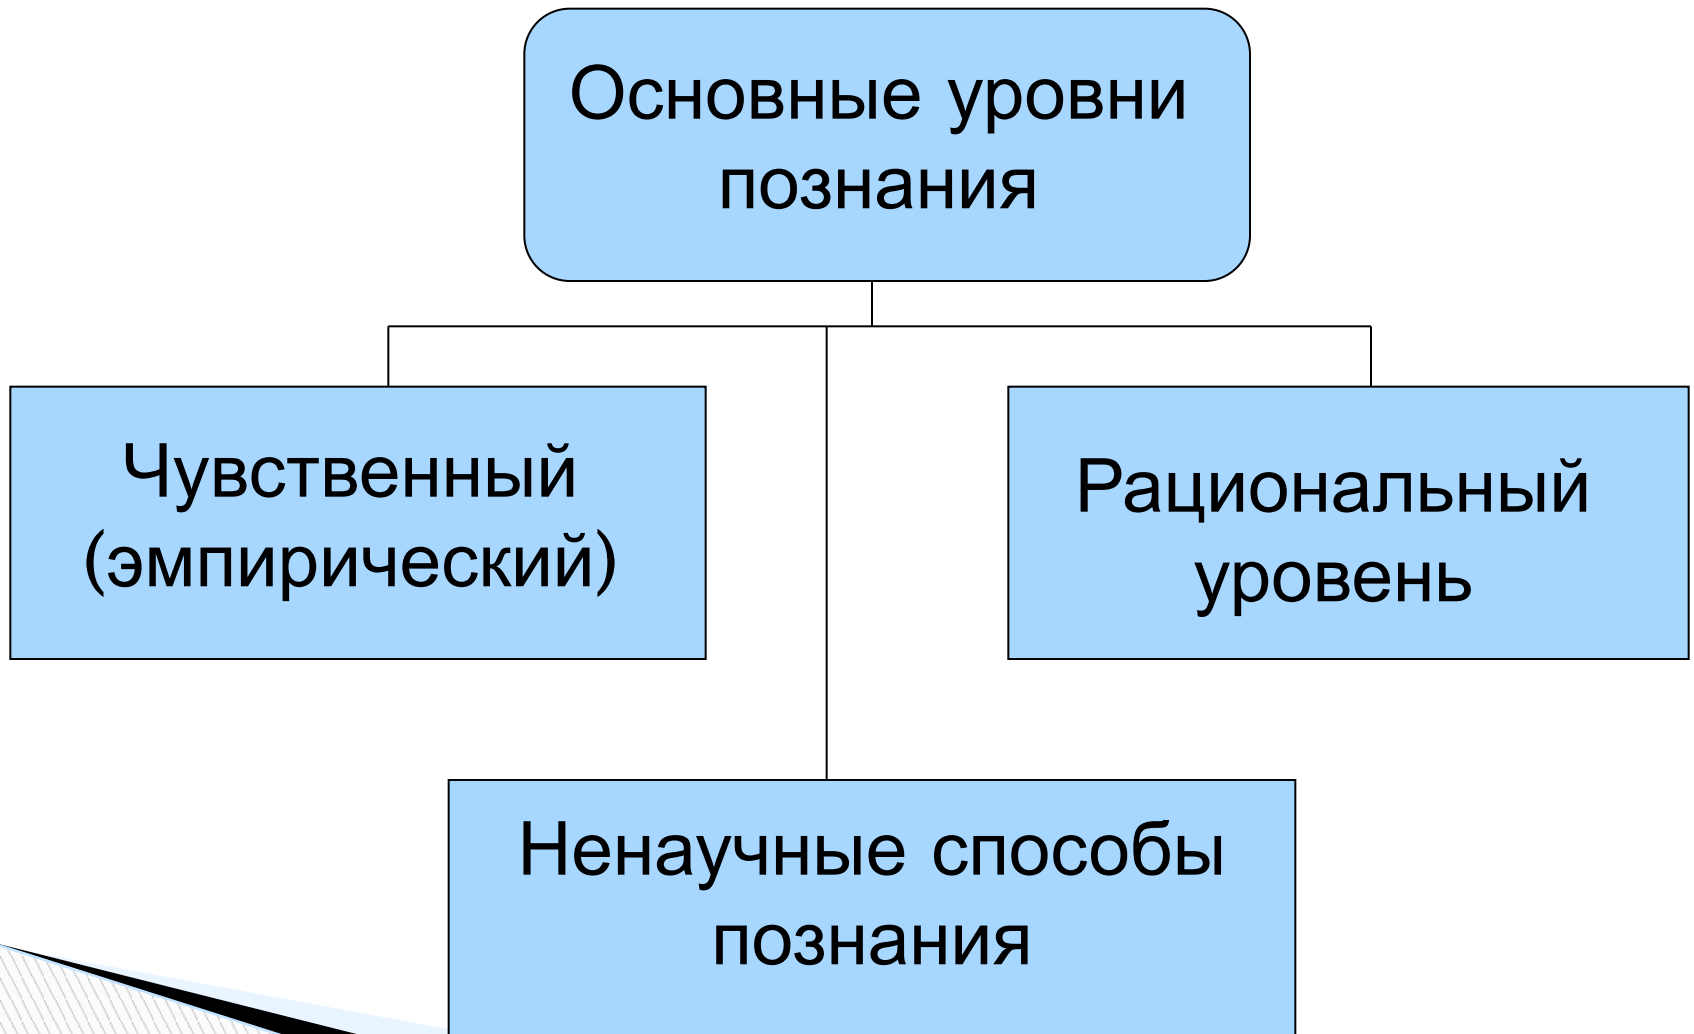 Основные уровни
познания
Чувственный
(эмпирический)
Рациональный
уровень
Ненаучные способы
познания